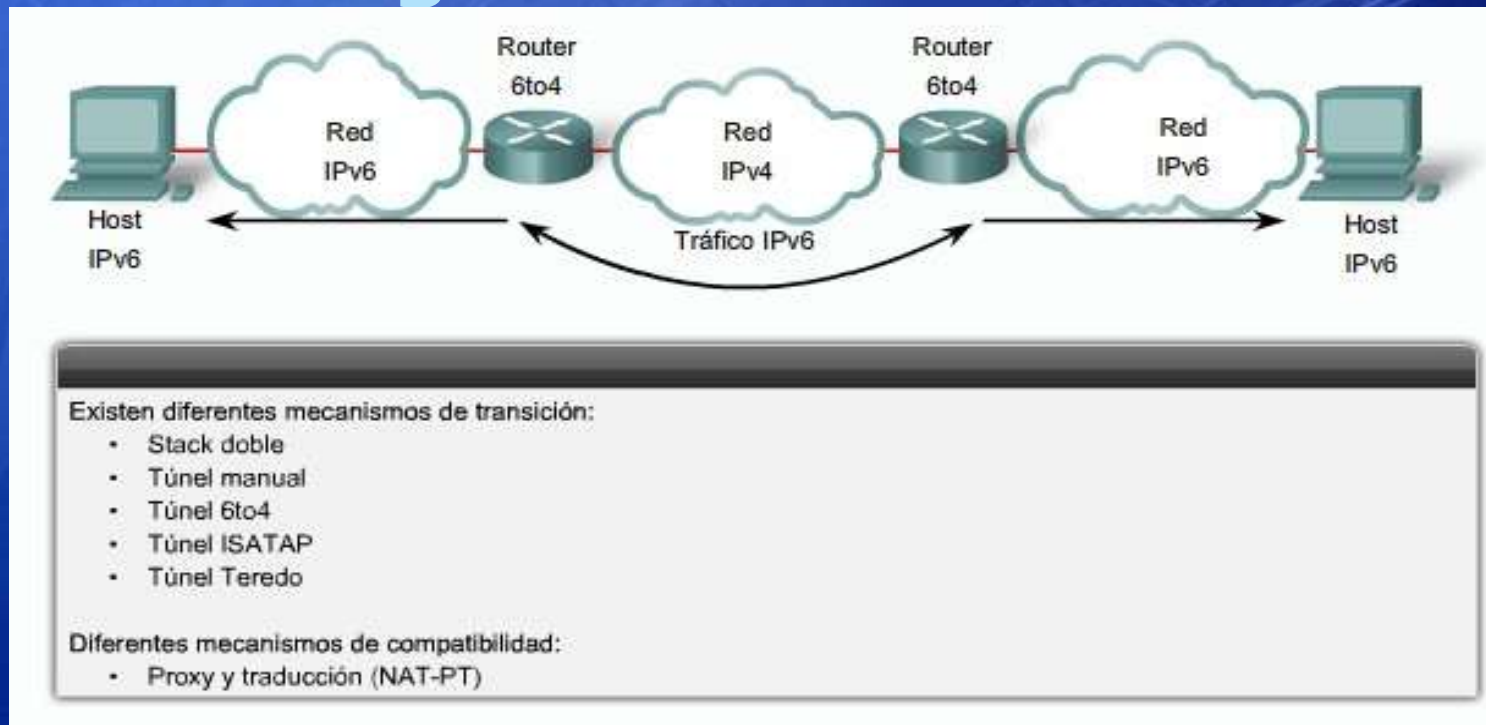 Router
6to4
Router
6to4
Red
IPv6
Red
IPv4
Red
IPv6
Host
IPv6
Tráfico IPv6
Host
IPv6
Existen diferentes mecanismos de transición:
• Stack doble
• Túnel manual
• Túnel 6to4
• Túnel ISATAP
• Túnel Teredo
Diferentes mecanismos de compatibilidad:
• Proxy y traducción (NAT-PT)